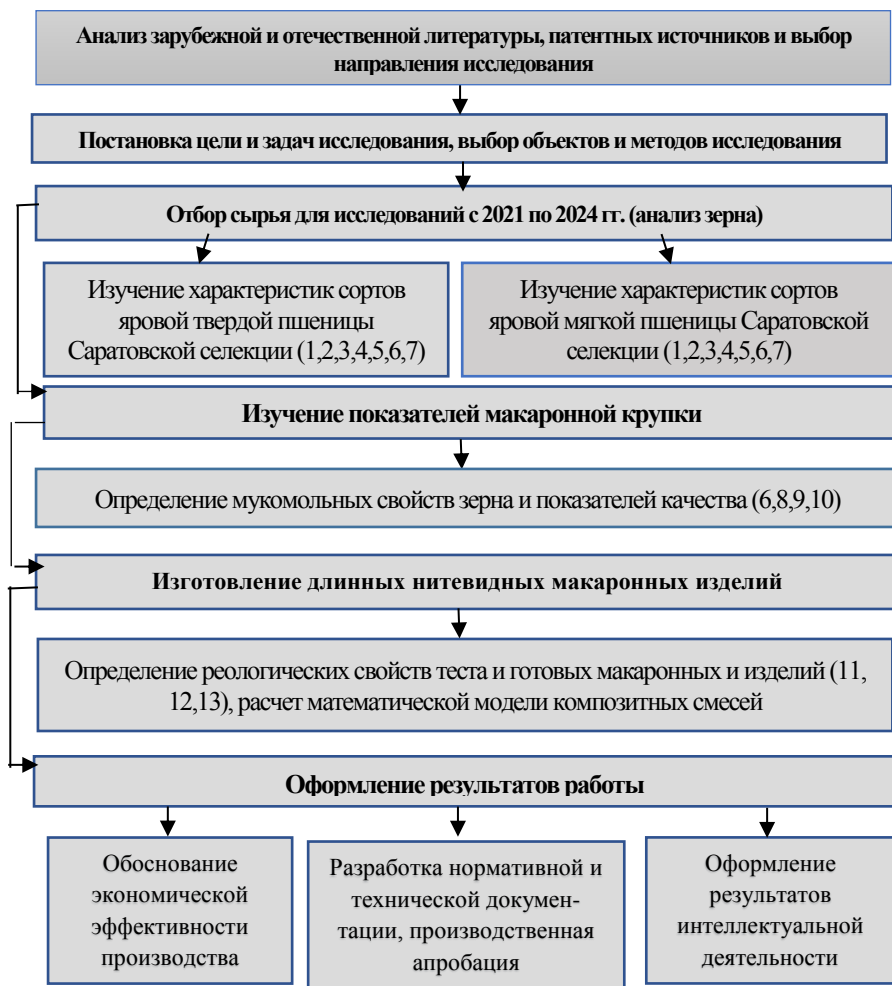 Анализ зарубежной и отечественной литературы, патентных источников и выбор
направления исследования
Постановка цели и задач исследования, выбор объектов и методов исследования
Отбор сырья для исследований с 2021 по 2024 гг. (анализ зерна)
Изучение характеристик сортов
яровой твердой пшеницы
Саратовской селекции (1,2,3,4,5,6,7)
Изучение характеристик сортов
яровой мягкой пшеницы Саратовской
селекции (1,2,3,4,5,6,7)
Изучение показателей макаронной крупки
Определение мукомольных свойств зерна и показателей качества (6,8,9,10)
Изготовление длинных нитевидных макаронных изделий
Определение реологических свойств теста и готовых макаронных и изделий (11,
12,13), расчет математической модели композитных смесей
Оформление результатов работы
Обоснование
экономической
эффективности
производства
Разработка нормативной и
технической докумен-
тации, производственная
апробация
Оформление
результатов
интеллектуальной
деятельности